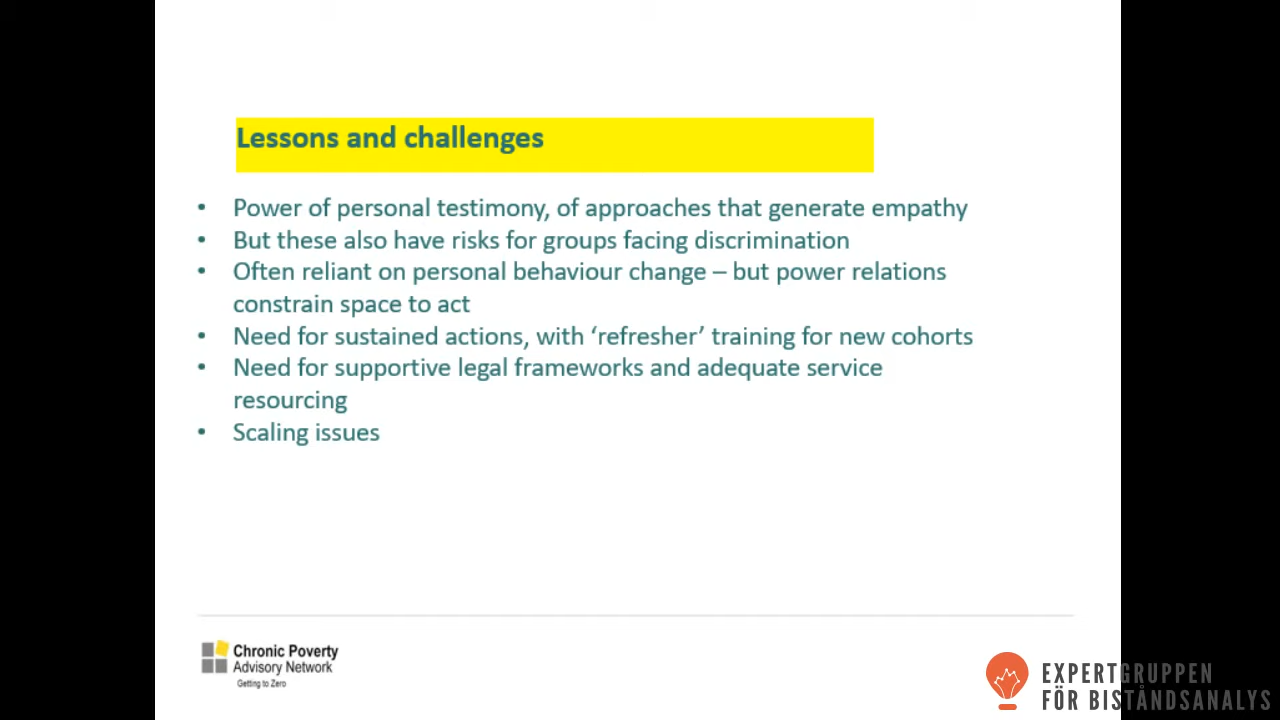 Lessons and challenges
• Power of personal testimony, of approaches that generate empathy
• But these also have risks for groups facing discrimination
• Often reliant on personal behaviour change – but power relations
constrain space to act
• Need for sustained actions, with ‘refresher’ training for new cohorts
• Need for supportive legal frameworks and adequate service
resourcing
• Scaling issues
Chronic Poverty
Advisory Network
Getting to Zero
EXPERTGRUPPEN
FÖR BISTÅNDSANALYS